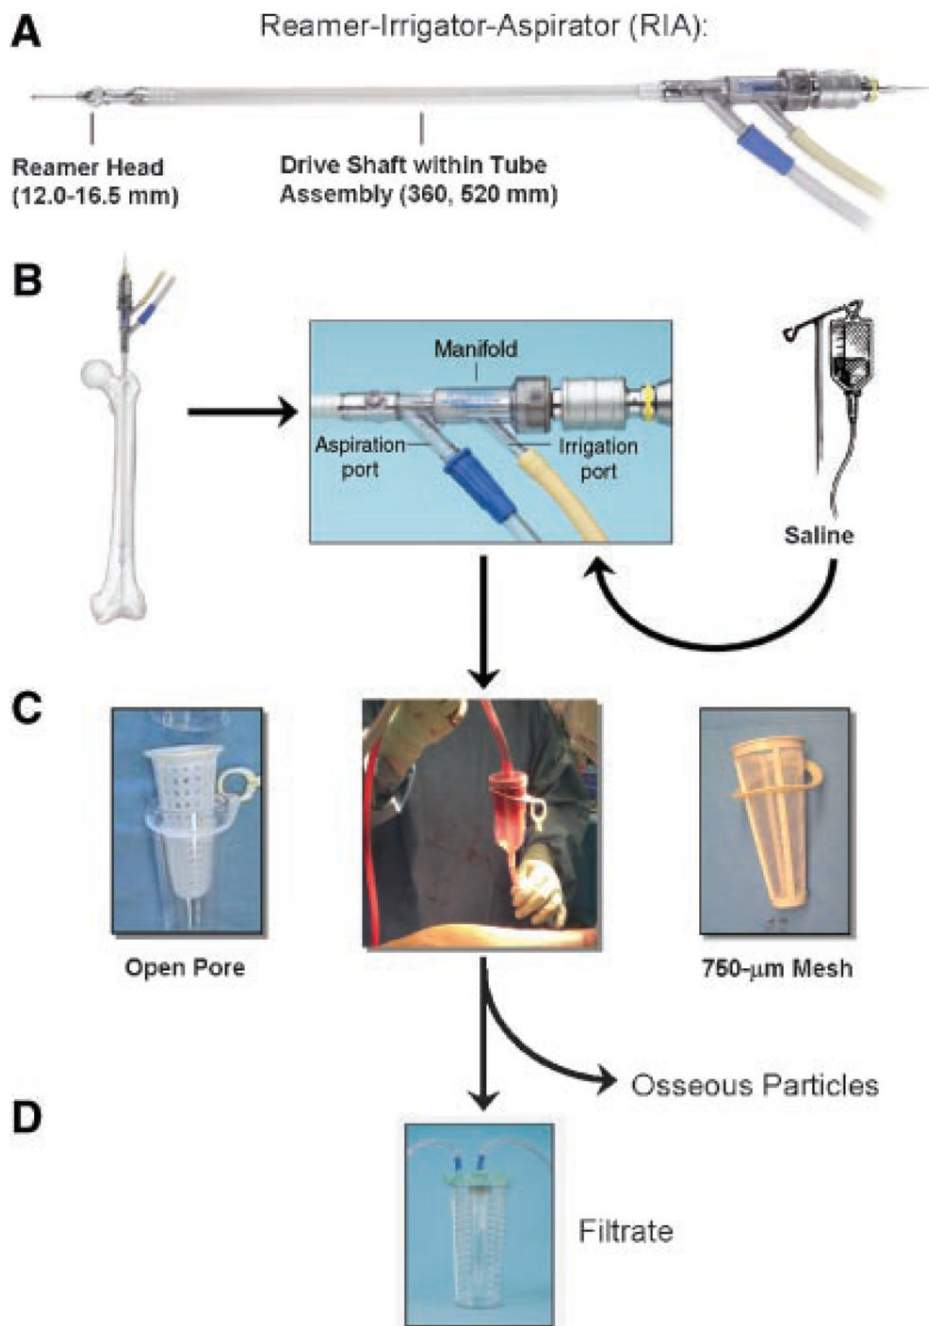 A
Reamer-Irrigator-Aspirator (RIA):
Reamer Head
(12.0-16.5 mm)
Drive Shaft within Tube
Assembly (360, 520 mm)
B
Manifold
Aspiration
port
Irrigation
port
Saline
C
Open Pore
750-μm Mesh
Osseous Particles
D
Filtrate